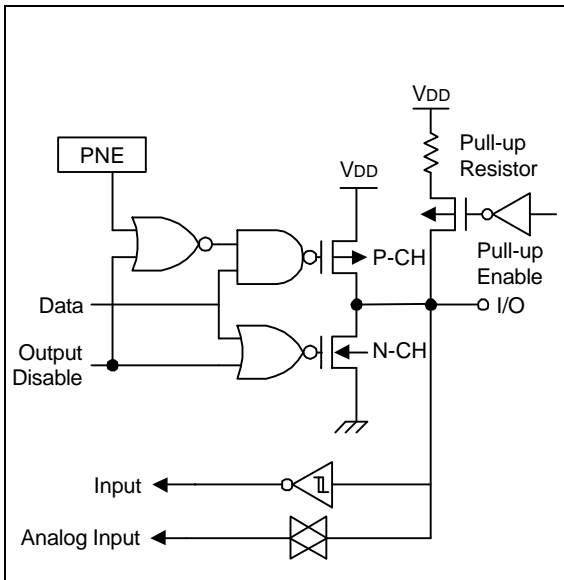 VDD
PNE
Pull-up
Resistor
VDD
P-CH
Pull-up
Enable
Data
I/O
Output
Disable
N-CH
Input
Analog Input